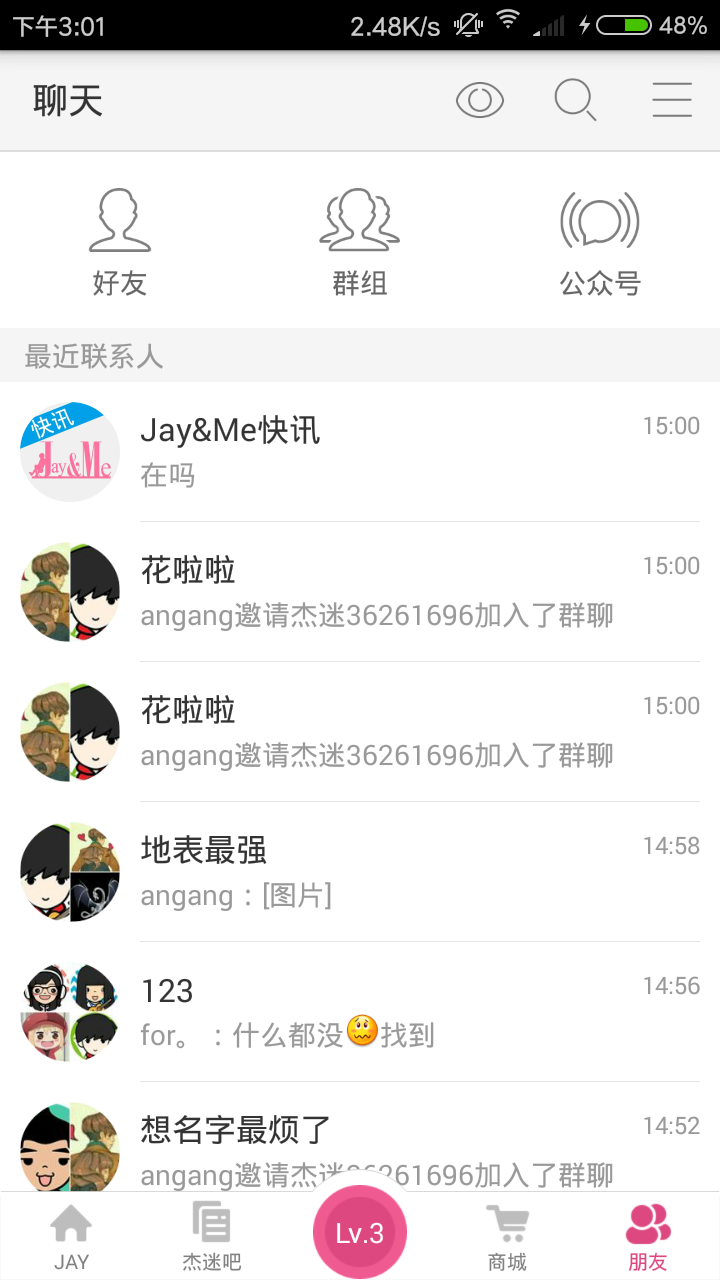 下午3:01 2.48K/s 48%
聊天
好友 群组 公众号
最近联系人
快讯
Jay&Me
Jay&Me快讯 15:00
在吗
花啦啦 15:00
angang邀请杰迷36261696加入了群聊
花啦啦 15:00
angang邀请杰迷36261696加入了群聊
地表最强 14:58
angang：[图片]
123 14:56
for。：什么都没😖找到
想名字最烦了 14:52
angang邀请杰迷36261696加入了群聊
Lv.3
JAY 杰迷吧 商城 朋友